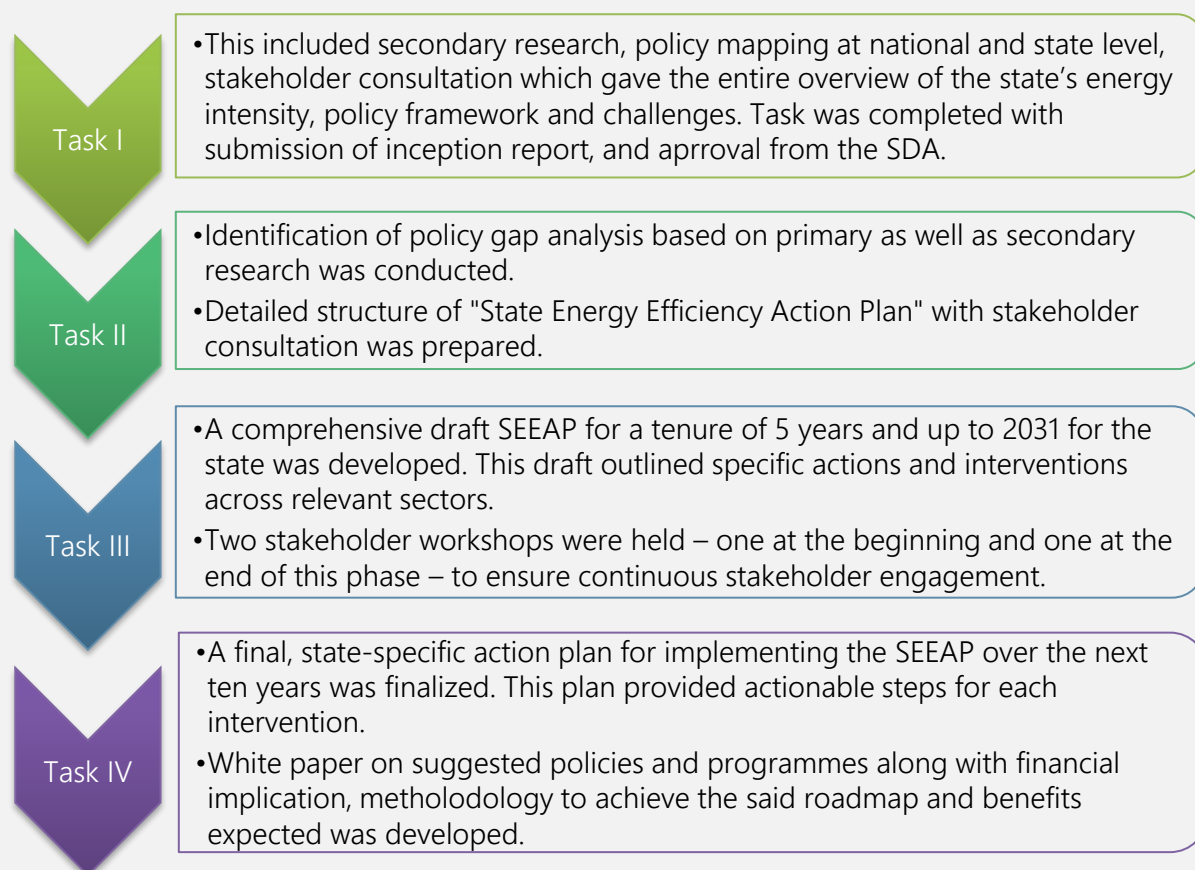 Task I
•This included secondary research, policy mapping at national and state level,
stakeholder consultation which gave the entire overview of the state’s energy
intensity, policy framework and challenges. Task was completed with
submission of inception report, and aprroval from the SDA.
Task II
•Identification of policy gap analysis based on primary as well as secondary
research was conducted.
•Detailed structure of "State Energy Efficiency Action Plan" with stakeholder
consultation was prepared.
Task III
•A comprehensive draft SEEAP for a tenure of 5 years and up to 2031 for the
state was developed. This draft outlined specific actions and interventions
across relevant sectors.
•Two stakeholder workshops were held – one at the beginning and one at the
end of this phase – to ensure continuous stakeholder engagement.
Task IV
•A final, state-specific action plan for implementing the SEEAP over the next
ten years was finalized. This plan provided actionable steps for each
intervention.
•White paper on suggested policies and programmes along with financial
implication, metholodology to achieve the said roadmap and benefits
expected was developed.